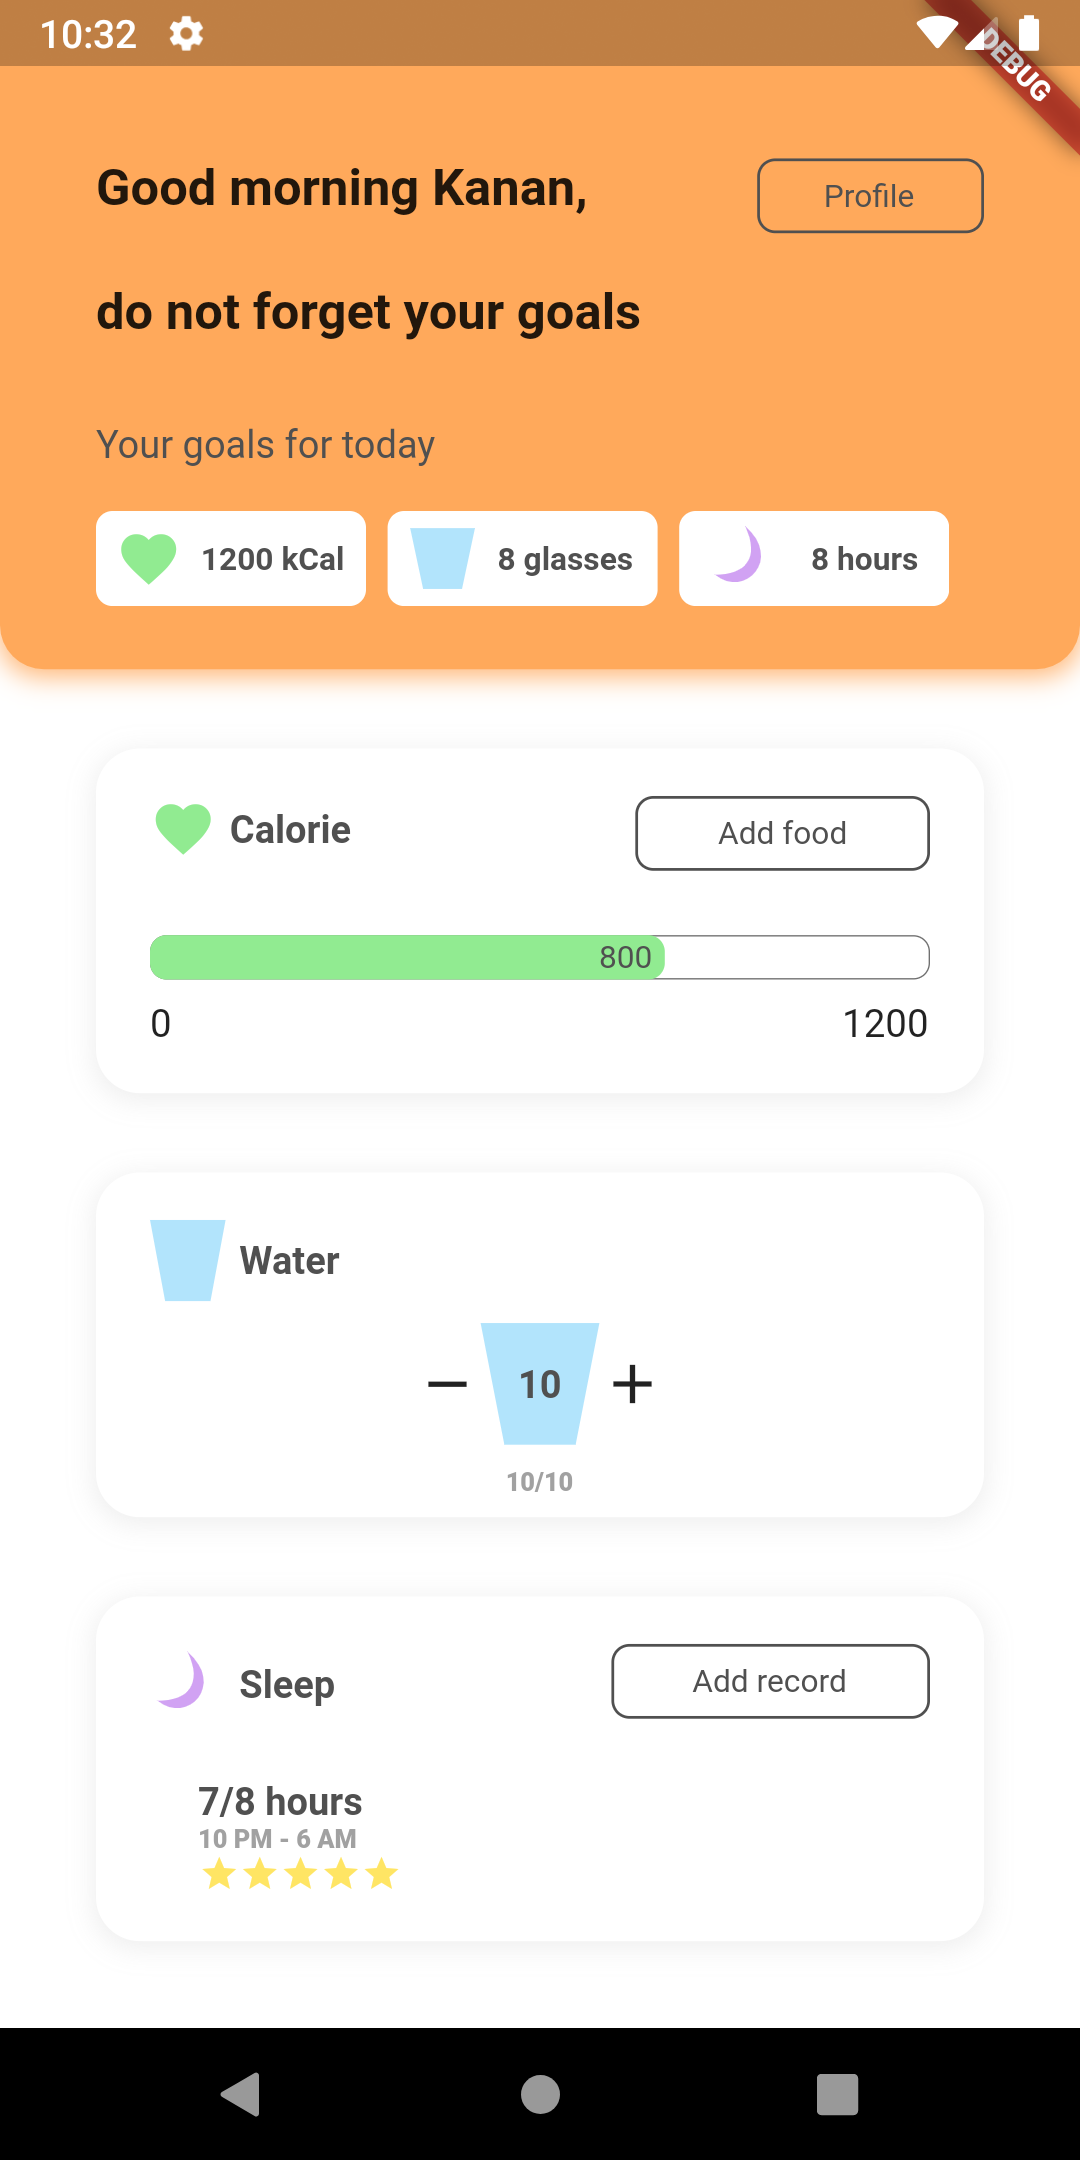 10:32
DEBUG
Good morning Kanan,
Profile
do not forget your goals
Your goals for today
1200 kCal
8 glasses
8 hours
Calorie
Add food
800
0
1200
Water
10
10/10
Sleep
Add record
7/8 hours
10 PM - 6 AM